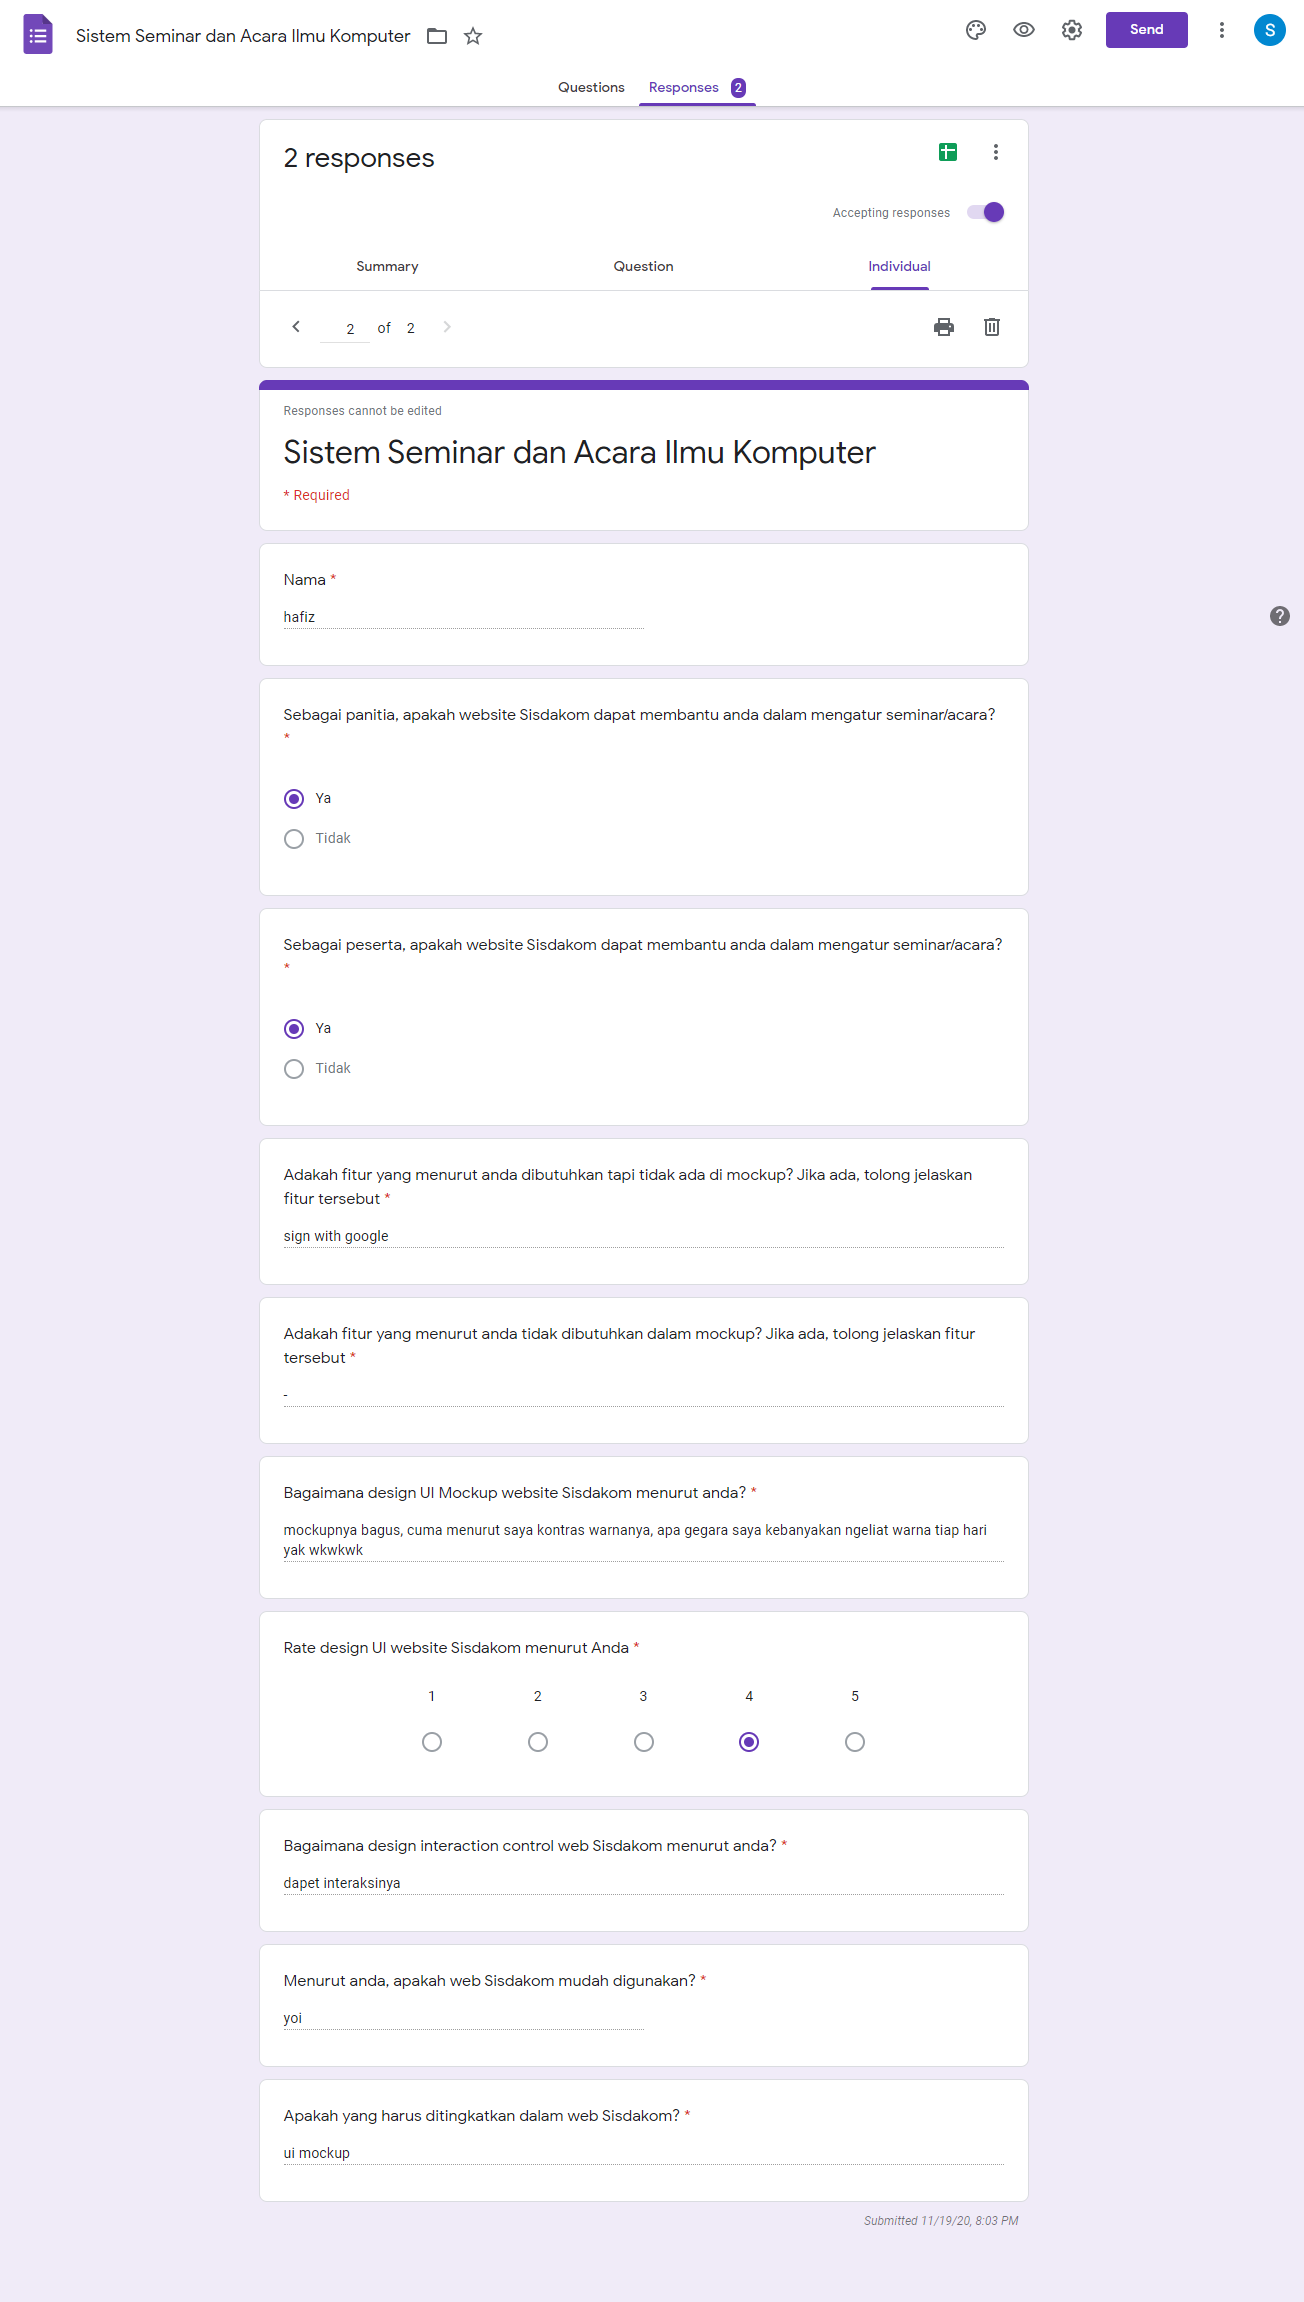 Sistem Seminar dan Acara Ilmu Komputer
Send
S
Questions
Responses 2
2 responses
Accepting responses
Summary
Question
Individual
2 of 2
Responses cannot be edited
Sistem Seminar dan Acara Ilmu Komputer
* Required
Nama *
hafiz
Sebagai panitia, apakah website Sisdakom dapat membantu anda dalam mengatur seminar/acara?
*
Ya
Tidak
Sebagai peserta, apakah website Sisdakom dapat membantu anda dalam mengatur seminar/acara?
*
Ya
Tidak
Adakah fitur yang menurut anda dibutuhkan tapi tidak ada di mockup? Jika ada, tolong jelaskan
fitur tersebut *
sign with google
Adakah fitur yang menurut anda tidak dibutuhkan dalam mockup? Jika ada, tolong jelaskan fitur
tersebut *
-
Bagaimana design UI Mockup website Sisdakom menurut anda? *
mockupnya bagus, cuma menurut saya kontras warnanya, apa gegara saya kebanyakan ngeliat warna tiap hari
yak wkwkwk
Rate design UI website Sisdakom menurut Anda *
1 2 3 4 5
Bagaimana design interaction control web Sisdakom menurut anda? *
dapet interaksinya
Menurut anda, apakah web Sisdakom mudah digunakan? *
yoi
Apakah yang harus ditingkatkan dalam web Sisdakom? *
ui mockup
Submitted 11/19/20, 8:03 PM